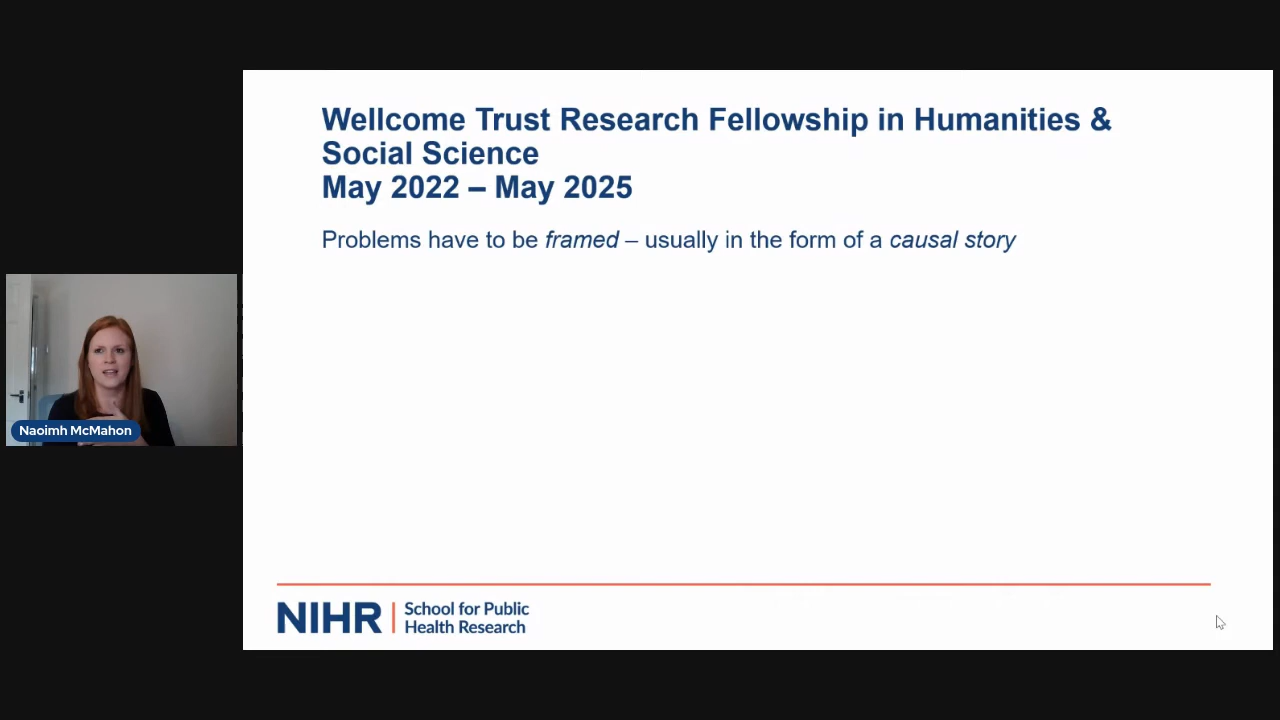 Wellcome Trust Research Fellowship in Humanities &
Social Science
May 2022 – May 2025
Problems have to be framed – usually in the form of a causal story
Naoimh McMahon
NIHR | School for Public
Health Research